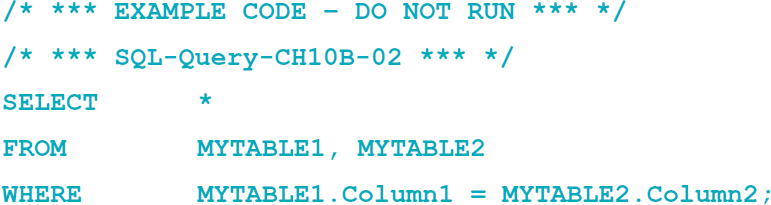 /* *** EXAMPLE CODE – DO NOT RUN *** */
/* *** SQL-Query-CH10B-02 *** */
SELECT *
FROM MYTABLE1, MYTABLE2
WHERE MYTABLE1.Column1 = MYTABLE2.Column2;